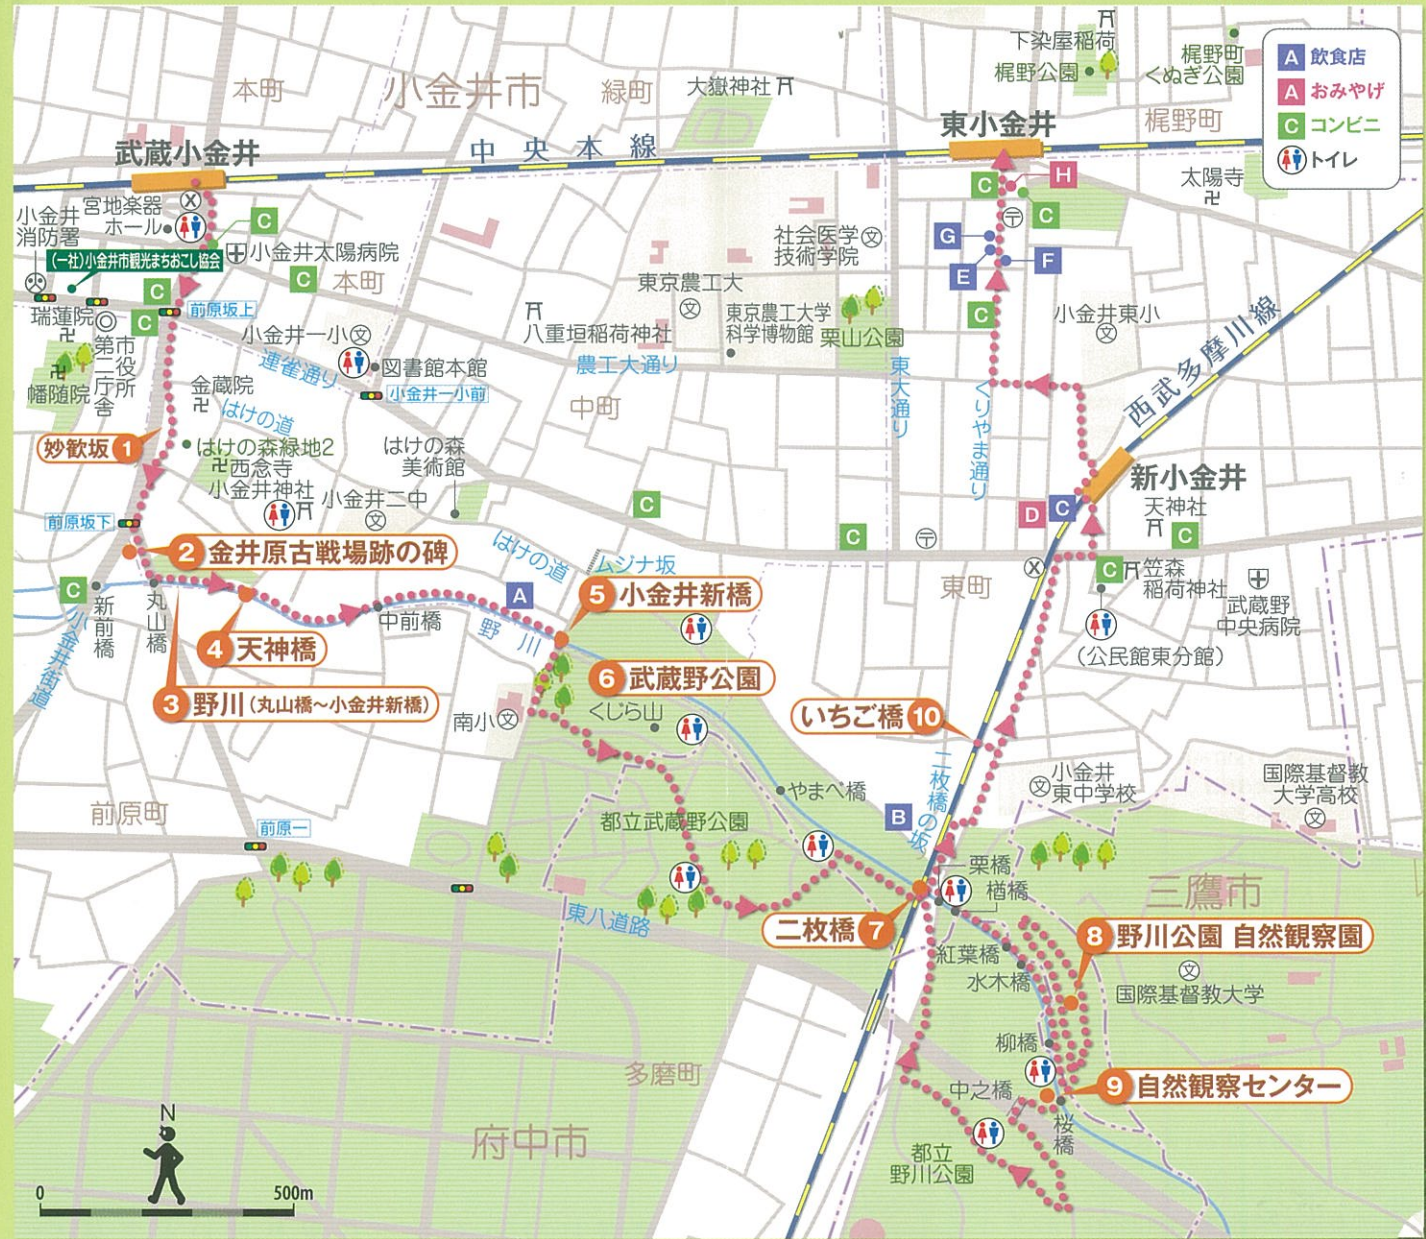 下染屋稲荷
梶野公園
梶野町
くぬぎ公園
A 飲食店
A おみやげ
C コンビニ
トイレ
本町
小金井市
緑町
大嶽神社
東小金井
梶野町
武蔵小金井
中央本線
太陽寺
H
C
C
小金井
消防署
宮地楽器
ホール
C
小金井太陽病院
(一社)小金井市観光まちおこし協会
C
本町
社会医学
技術学院
G
E
F
東京農工大
C
前原坂上
C
瑞蓮院
第二庁舎
市役所
小金井一小
八重垣稲荷神社
東京農工大学
科学博物館
栗山公園
C
小金井東小
西武多摩川線
連雀通り
図書館本館
小金井一小前
農工大通り
東大通り
くりやま通り
幡随院
金蔵院
はけの道
中町
妙歓坂 1
はけの森緑地2
西念寺
小金井神社
小金井二中
はけの森
美術館
C
新小金井
天神社
D
C
C
前原坂下
2 金井原古戦場跡の碑
はけの道
ムジナ坂
C
東町
C
笠森
稲荷神社
武蔵野
中央病院
(公民館東分館)
C
新前橋
丸山橋
小金井街道
中前橋
A
野川
5 小金井新橋
4 天神橋
3 野川(丸山橋～小金井新橋)
6 武蔵野公園
くじら山
南小
いちご橋 10
二枚橋の坂
小金井
東中学校
国際基督教
大学高校
やまべ橋
前原町
前原一
都立武蔵野公園
B
栗橋
楢橋
三鷹市
東八道路
二枚橋 7
8 野川公園 自然観察園
紅葉橋
水木橋
国際基督教大学
柳橋
多磨町
中之橋
9 自然観察センター
桜橋
府中市
都立
野川公園
N
0 500m